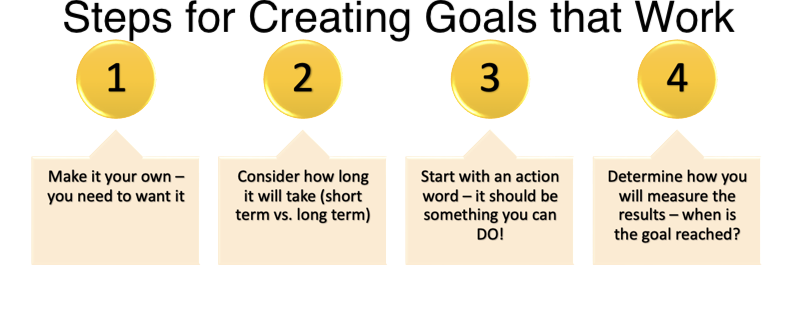 Steps for Creating Goals that Work
1
2
3
4
Make it your own –
you need to want it
Consider how long
it will take (short
term vs. long term)
Start with an action
word – it should be
something you can
DO!
Determine how you
will measure the
results – when is
the goal reached?